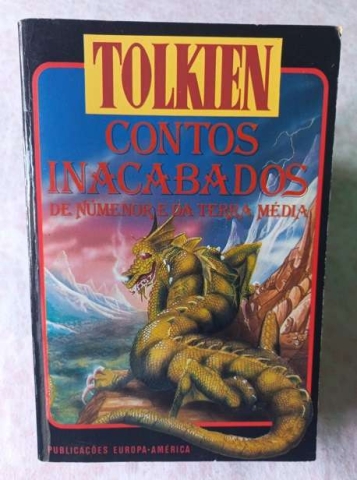 TOLKIEN
CONTOS
INACABADOS
DE NÚMENOR E DA TERRA MÉDIA
PUBLICAÇÕES EUROPA-AMÉRICA